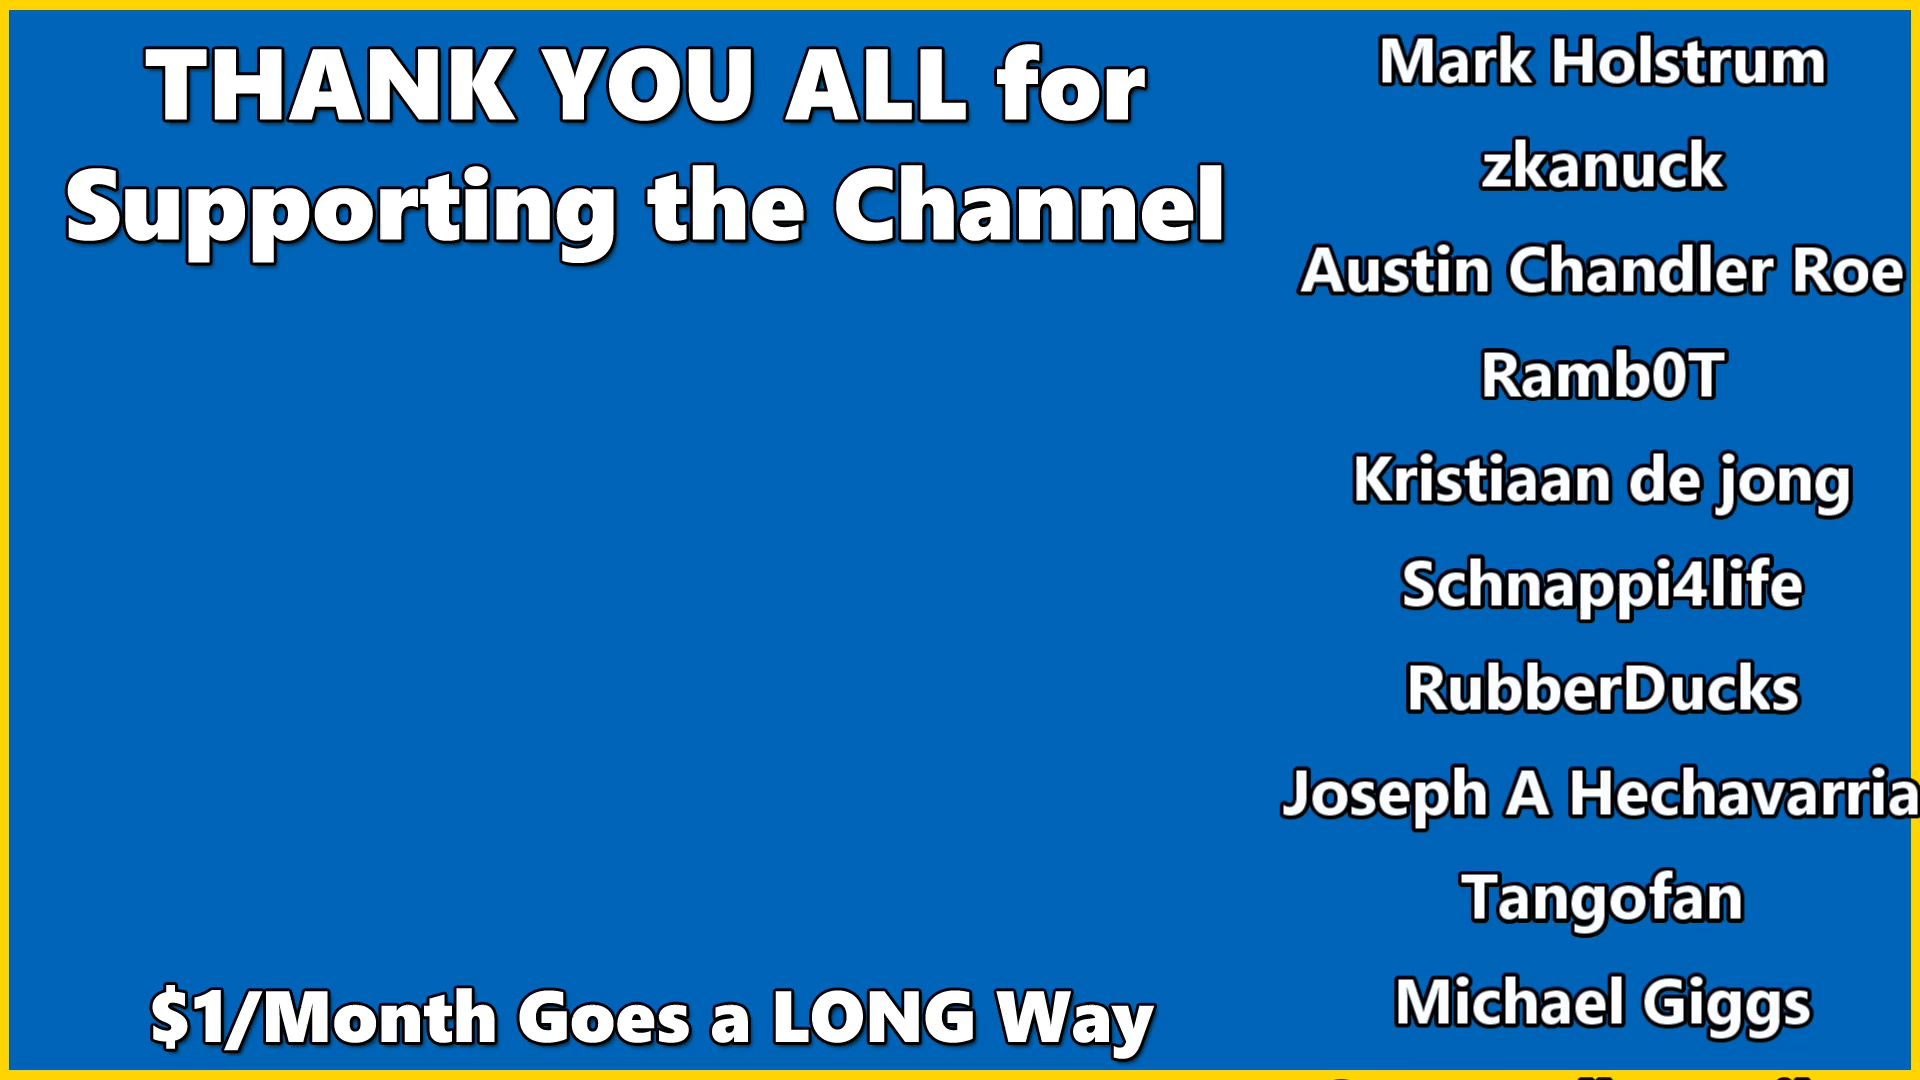 THANK YOU ALL for
Supporting the Channel
$1/Month Goes a LONG Way
Mark Holstrum
zkanuck
Austin Chandler Roe
Ramb0T
Kristiaan de jong
Schnappi4life
RubberDucks
Joseph A Hechavarria
Tangofan
Michael Giggs